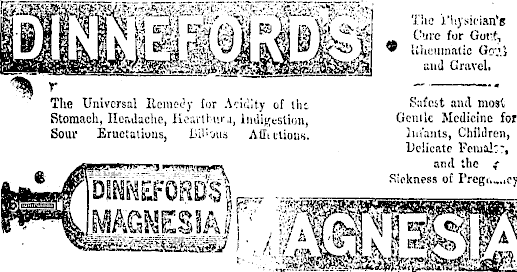 DINNEFORDS
The Physician's
Cure for Gout,
Rheumatic Gout
and Gravel.
The Universal Remedy for Acidity of the
Stomach, Headache, Heartburn, Indigestion,
Sour Eructations, Bilious Affections.
Safest and most
Gentle Medicine for
Infants, Children,
Delicate Females,
and the
Sickness of Pregnancy
DINNEFORD'S
MAGNESIA
MAGNESIA